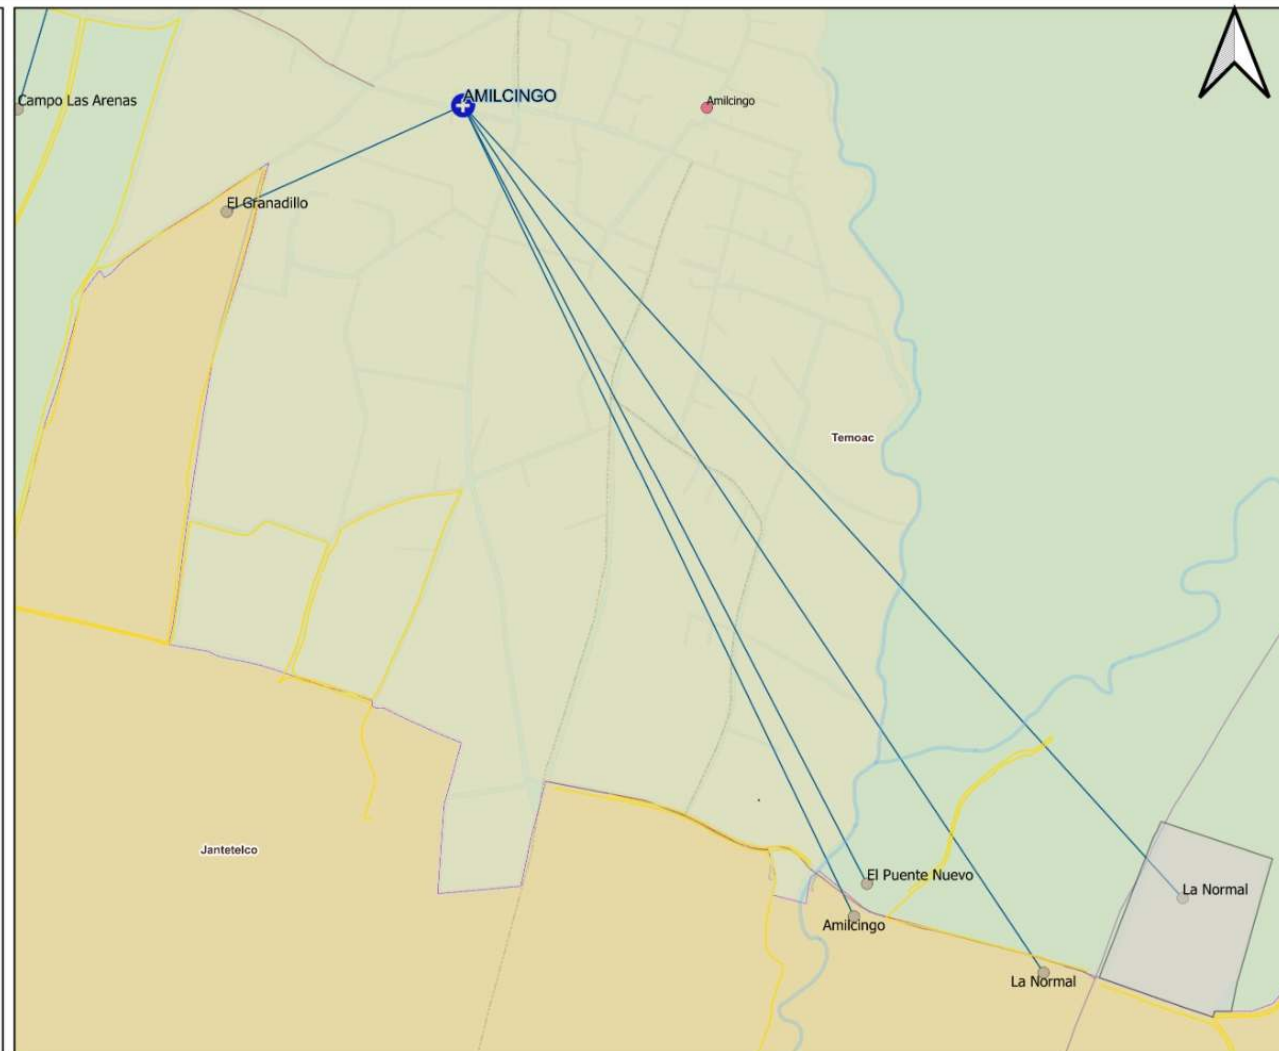 Campo Las Arenas
AMILCINGO
Amilcingo
El Granadillo
Temoac
Jantetelco
El Puente Nuevo
La Normal
Amilcingo
La Normal